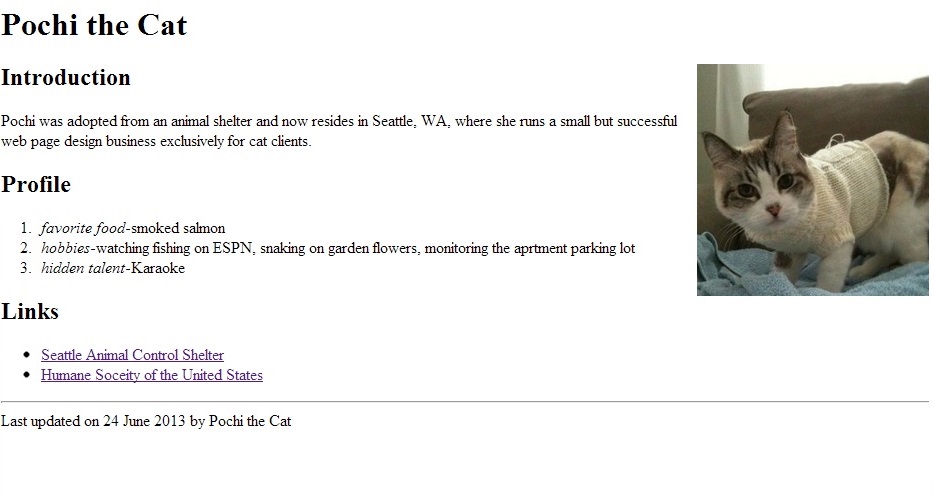 Pochi the Cat
Introduction
Pochi was adopted from an animal shelter and now resides in Seattle, WA, where she runs a small but successful
web page design business exclusively for cat clients.
Profile
1. favorite food-smoked salmon
2. hobbies-watching fishing on ESPN, snaking on garden flowers, monitoring the aprtment parking lot
3. hidden talent-Karaoke
Links
• Seattle Animal Control Shelter
• Humane Soceity of the United States
Last updated on 24 June 2013 by Pochi the Cat